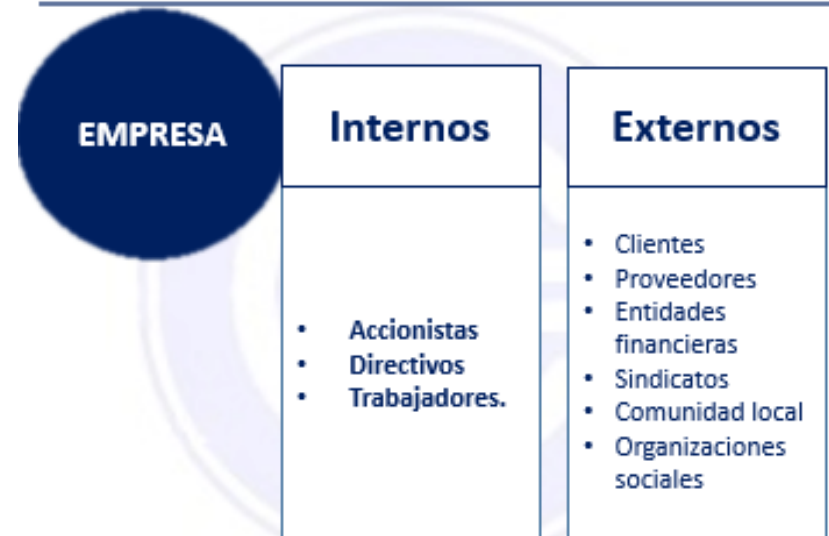 EMPRESA
Internos
• Accionistas
• Directivos
• Trabajadores.
Externos
• Clientes
• Proveedores
• Entidades
financieras
• Sindicatos
• Comunidad local
• Organizaciones
sociales